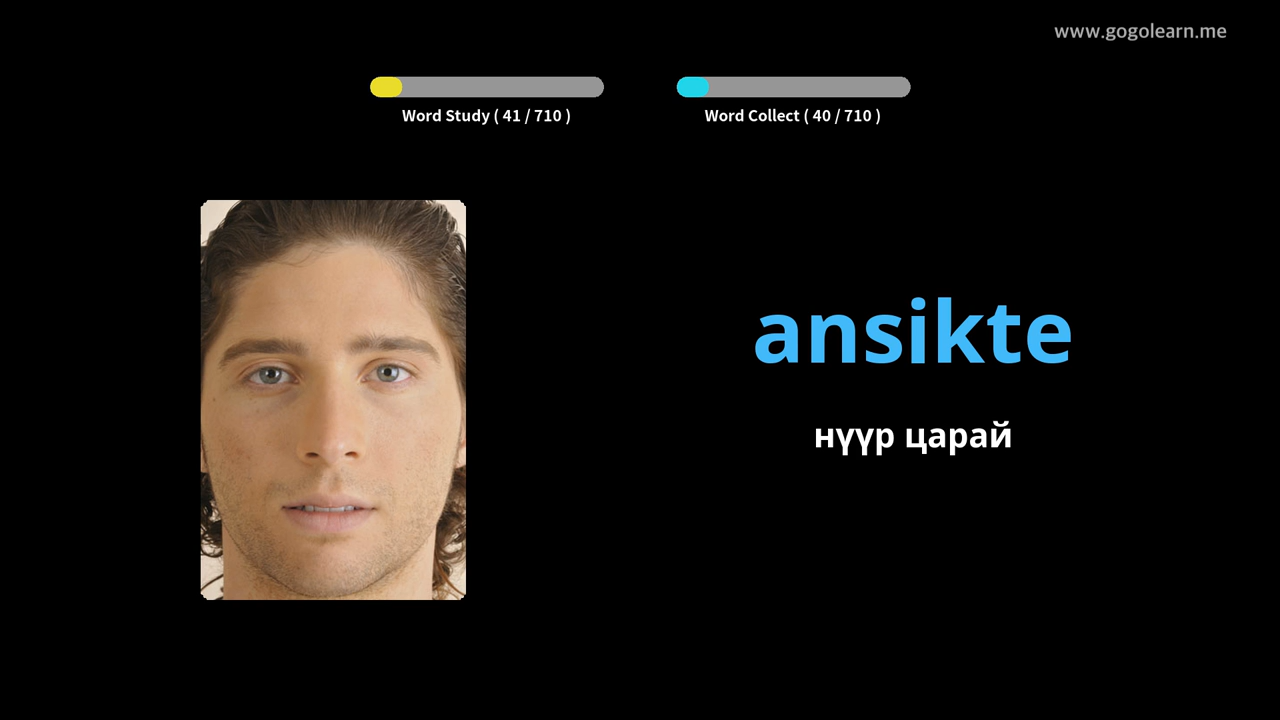 www.gogolearn.me
Word Study ( 41 / 710 )
Word Collect ( 40 / 710 )
ansikte
нүүр царай